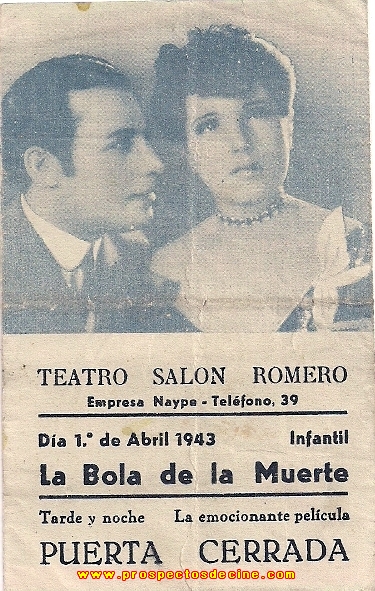 TEATRO SALON ROMERO
Empresa Naype - Teléfono, 39
Día 1.º de Abril 1943 Infantil
La Bola de la Muerte
Tarde y noche La emocionante película
PUERTA CERRADA
www.prospectosdecine.com